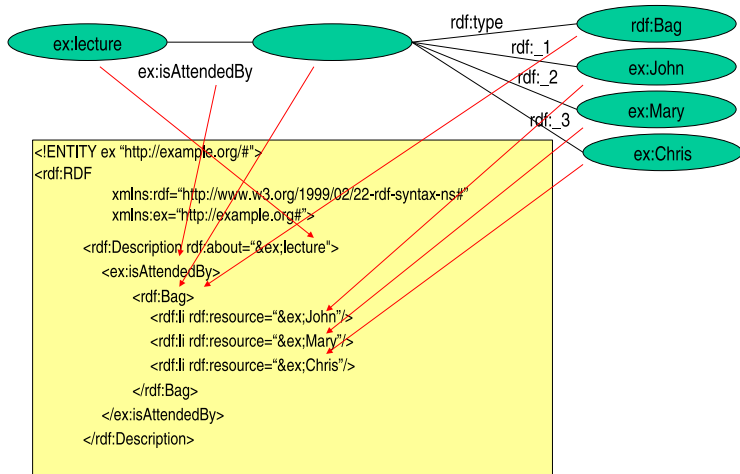 rdf:type
rdf:Bag
ex:lecture
rdf:_1
ex:isAttendedBy
ex:John
rdf:_2
ex:Mary
rdf:_3
ex:Chris
<!ENTITY ex “http://example.org/#">
<rdf:RDF
xmlns:rdf=“http://www.w3.org/1999/02/22-rdf-syntax-ns#”
xmlns:ex=“http://example.org#”>
<rdf:Description rdf:about=“&ex;lecture">
<ex:isAttendedBy>
<rdf:Bag>
<rdf:li rdf:resource=“&ex;John”/>
<rdf:li rdf:resource=“&ex;Mary”/>
<rdf:li rdf:resource=“&ex;Chris”/>
</rdf:Bag>
</ex:isAttendedBy>
</rdf:Description>